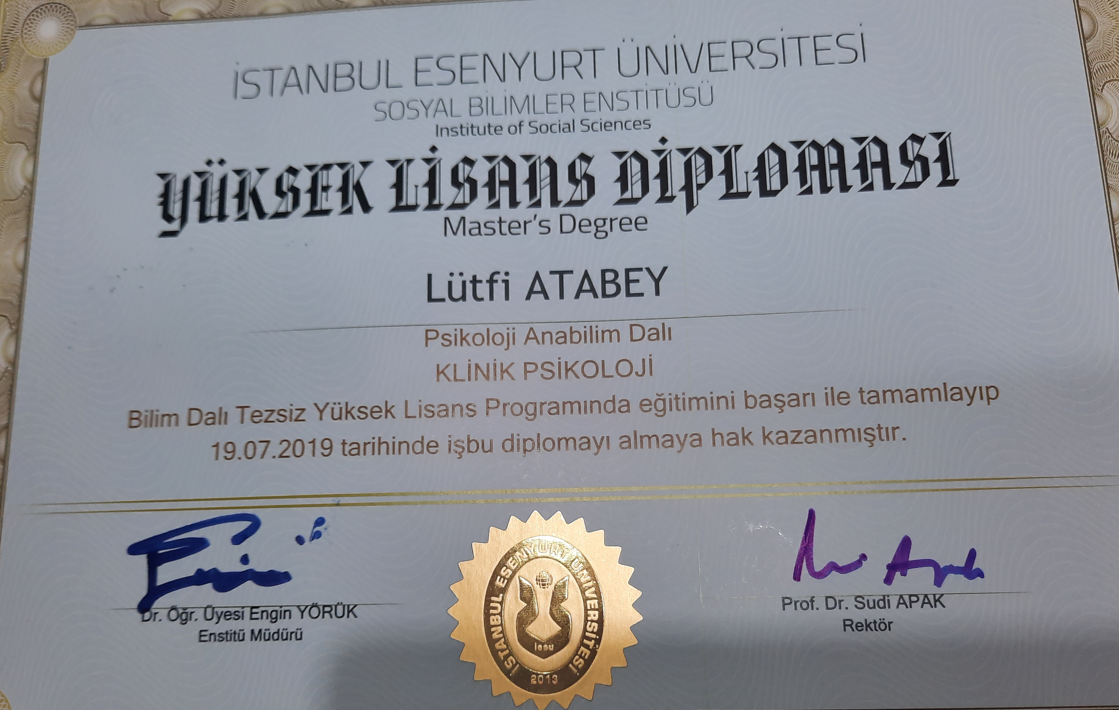 İSTANBUL ESENYURT ÜNİVERSİTESİ
SOSYAL BİLİMLER ENSTİTÜSÜ
Institute of Social Sciences
YÜKSEK LİSANS DİPLOMASI
Master's Degree
Lütfi ATABEY
Psikoloji Anabilim Dalı
KLİNİK PSİKOLOJİ
Bilim Dalı Tezsiz Yüksek Lisans Programında eğitimini başarı ile tamamlayıp
19.07.2019 tarihinde işbu diplomayı almaya hak kazanmıştır.
Dr. Öğr. Üyesi Engin YÖRÜK
Enstitü Müdürü
İSTANBUL ESENYURT ÜNİVERSİTESİ
iesu
2013
Prof. Dr. Sudi APAK
Rektör